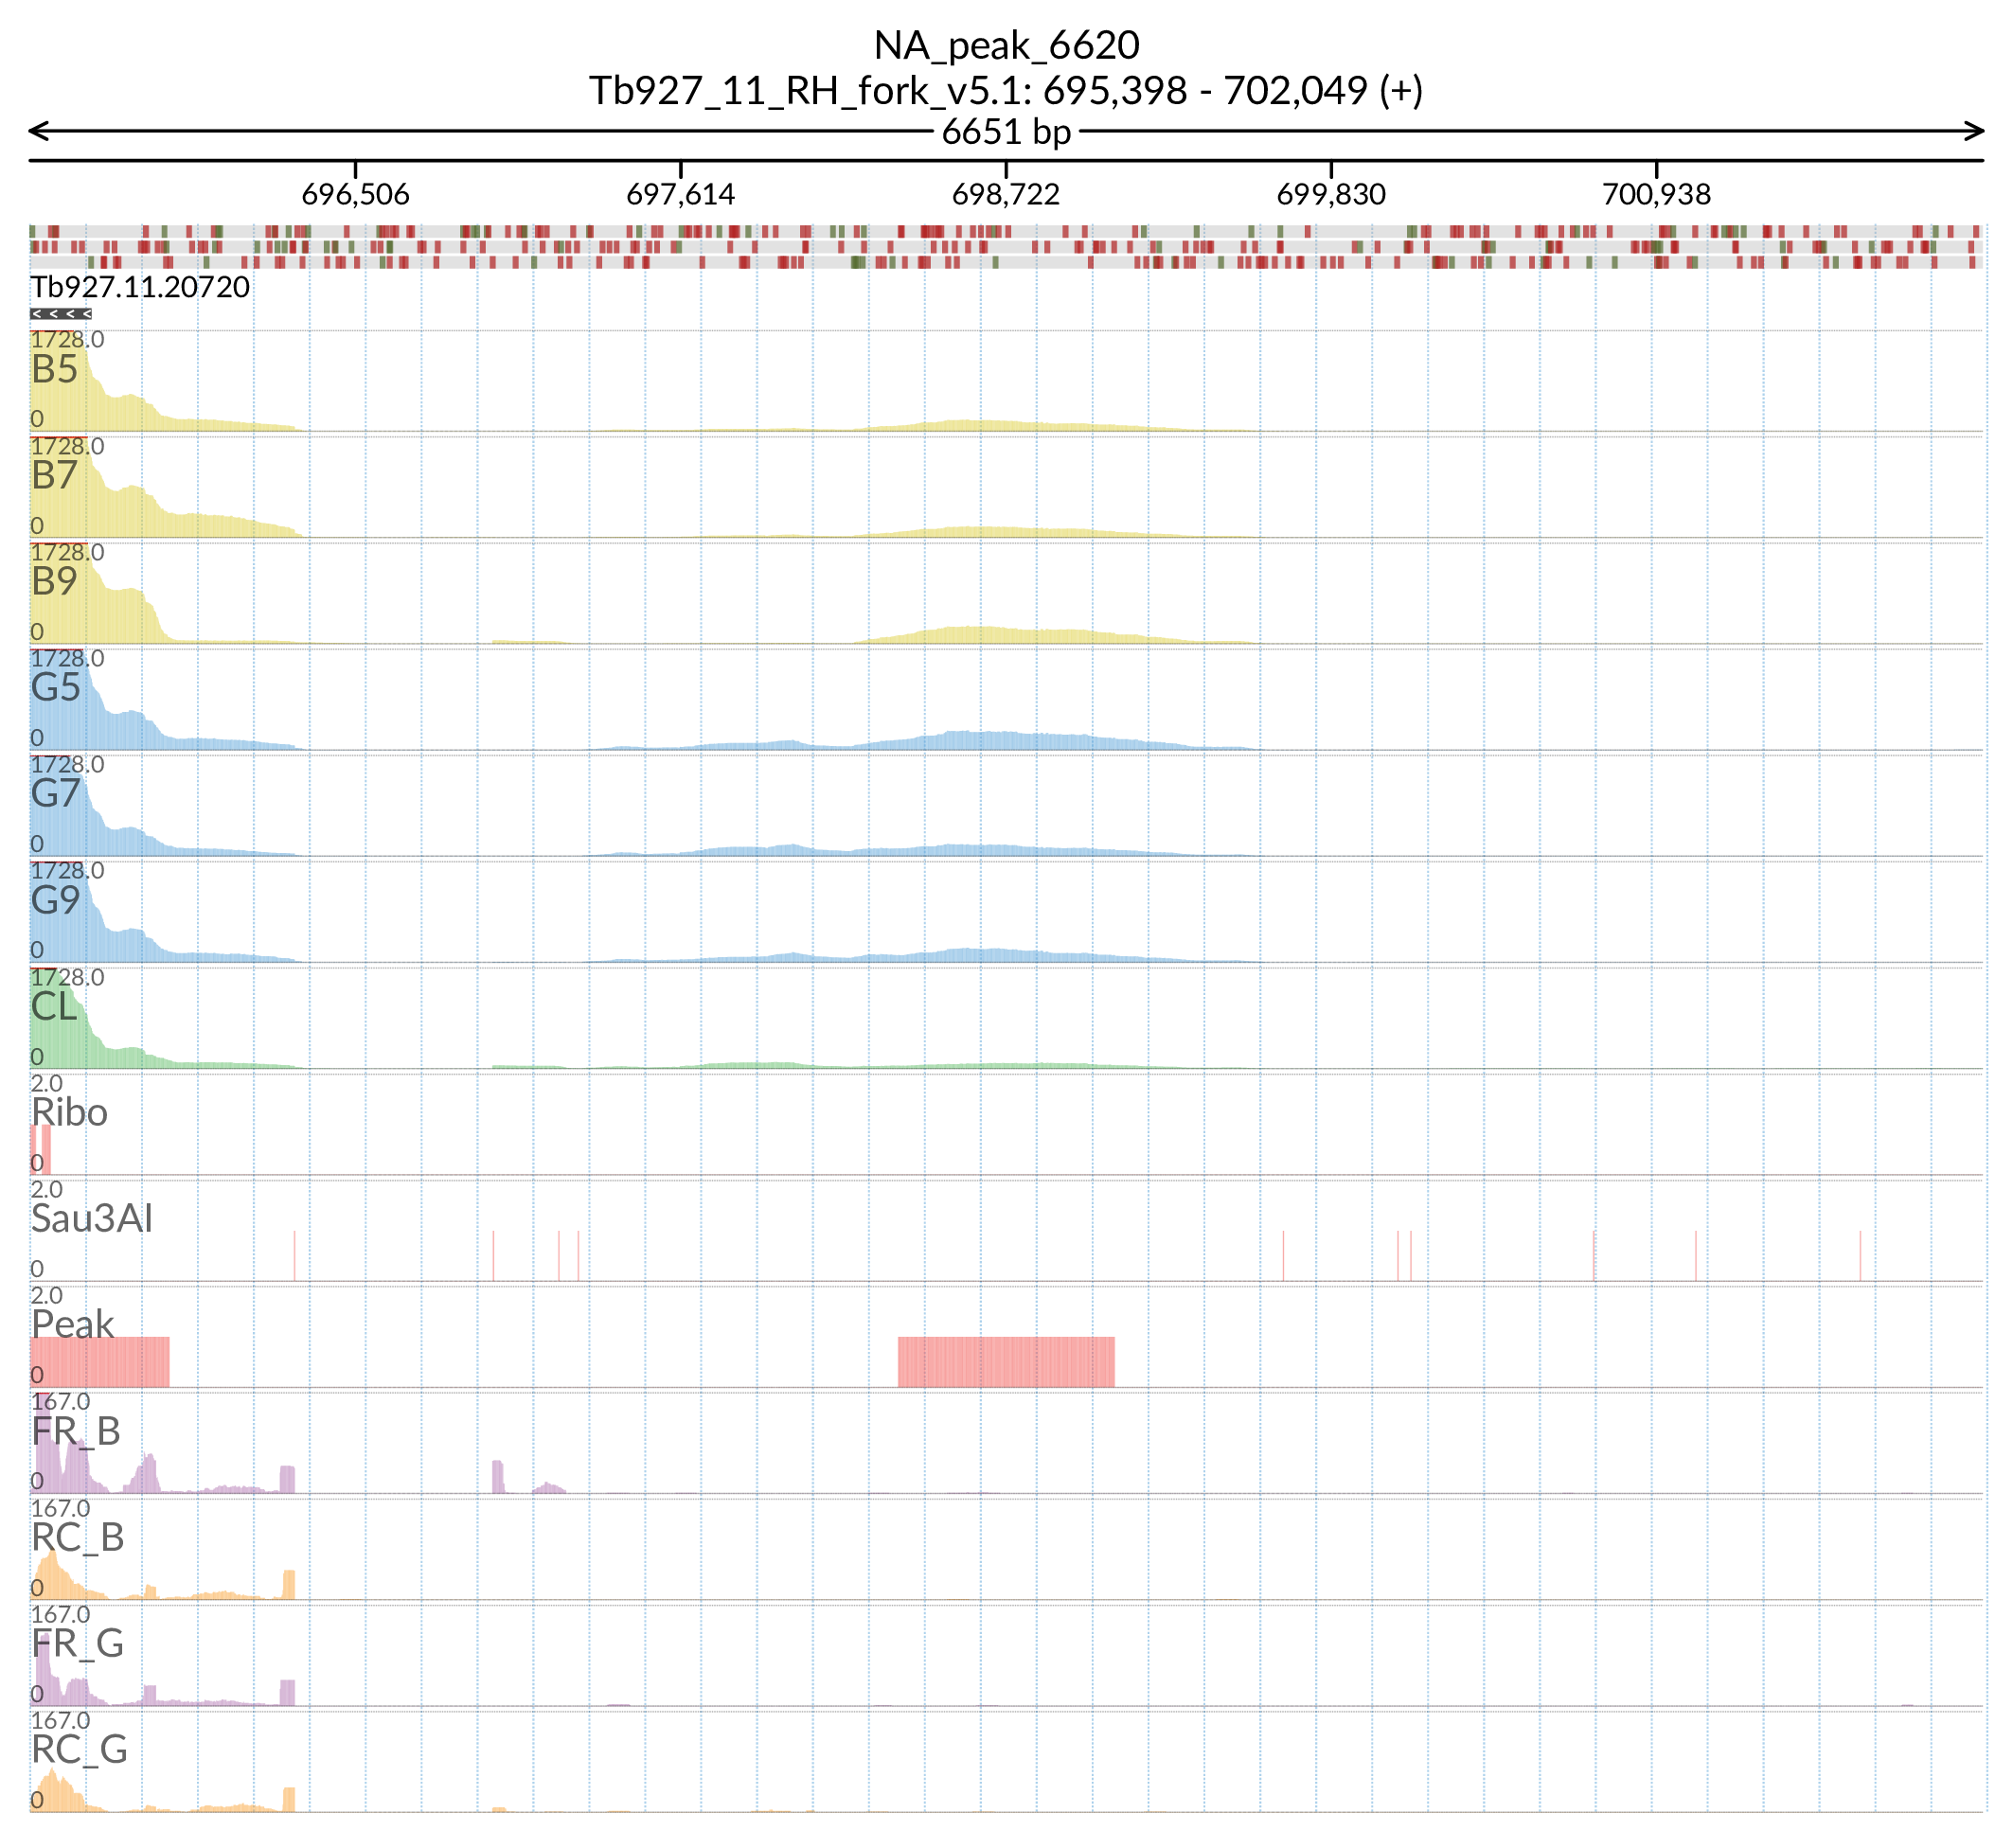 NA_peak_6620
Tb927_11_RH_fork_v5.1: 695,398 - 702,049 (+)
6651 bp
696,506 697,614 698,722 699,830 700,938
Tb927.11.20720
1728.0
B5
0
1728.0
B7
0
1728.0
B9
0
1728.0
G5
0
1728.0
G7
0
1728.0
G9
0
1728.0
CL
0
2.0
Ribo
0
2.0
Sau3AI
0
2.0
Peak
0
167.0
FR_B
0
167.0
RC_B
0
167.0
FR_G
0
167.0
RC_G
0